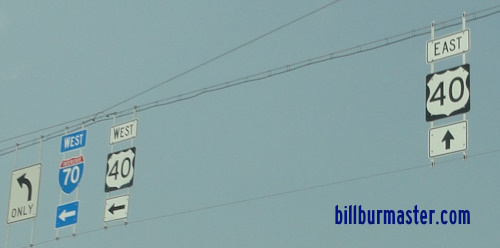 ONLY
WEST
INTERSTATE
70
WEST
40
EAST
40
billburmaster.com